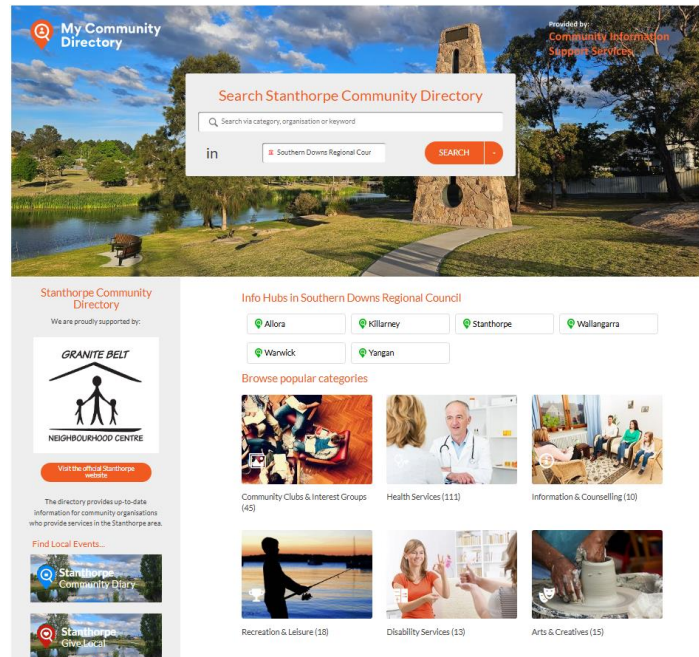 My Community
Directory
Provided by:
Community Information
Support Services
Search Stanthorpe Community Directory
Search via category, organisation or keyword
in
Southern Downs Regional Cour
SEARCH
Stanthorpe Community
Directory
We are proudly supported by:
GRANITE BELT
NEIGHBOURHOOD CENTRE
Visit the official Stanthorpe
website
The directory provides up-to-date
information for community organisations
who provide services in the Stanthorpe area.
Find Local Events...
Stanthorpe
Community Diary
Stanthorpe
Give Local
Info Hubs in Southern Downs Regional Council
Allora
Killarney
Stanthorpe
Wallangarra
Warwick
Yangan
Browse popular categories
Community Clubs & Interest Groups
(45)
Health Services (111)
Information & Counselling (10)
Recreation & Leisure (18)
Disability Services (13)
Arts & Creatives (15)